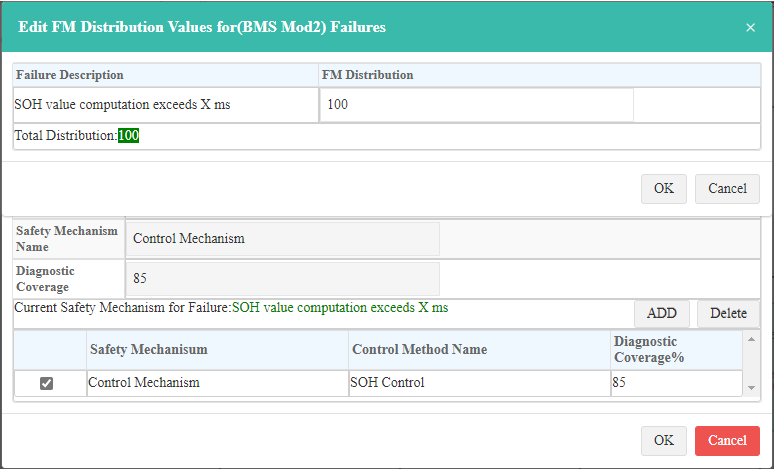 Edit FM Distribution Values for(BMS Mod2) Failures
×
Failure Description
FM Distribution
SOH value computation exceeds X ms
100
Total Distribution:100
OK
Cancel
Safety Mechanism
Name
Control Mechanism
Diagnostic
Coverage
85
Current Safety Mechanism for Failure:SOH value computation exceeds X ms
ADD
Delete
Safety Mechanisum
Control Method Name
Diagnostic
Coverage%
Control Mechanism
SOH Control
85
OK
Cancel